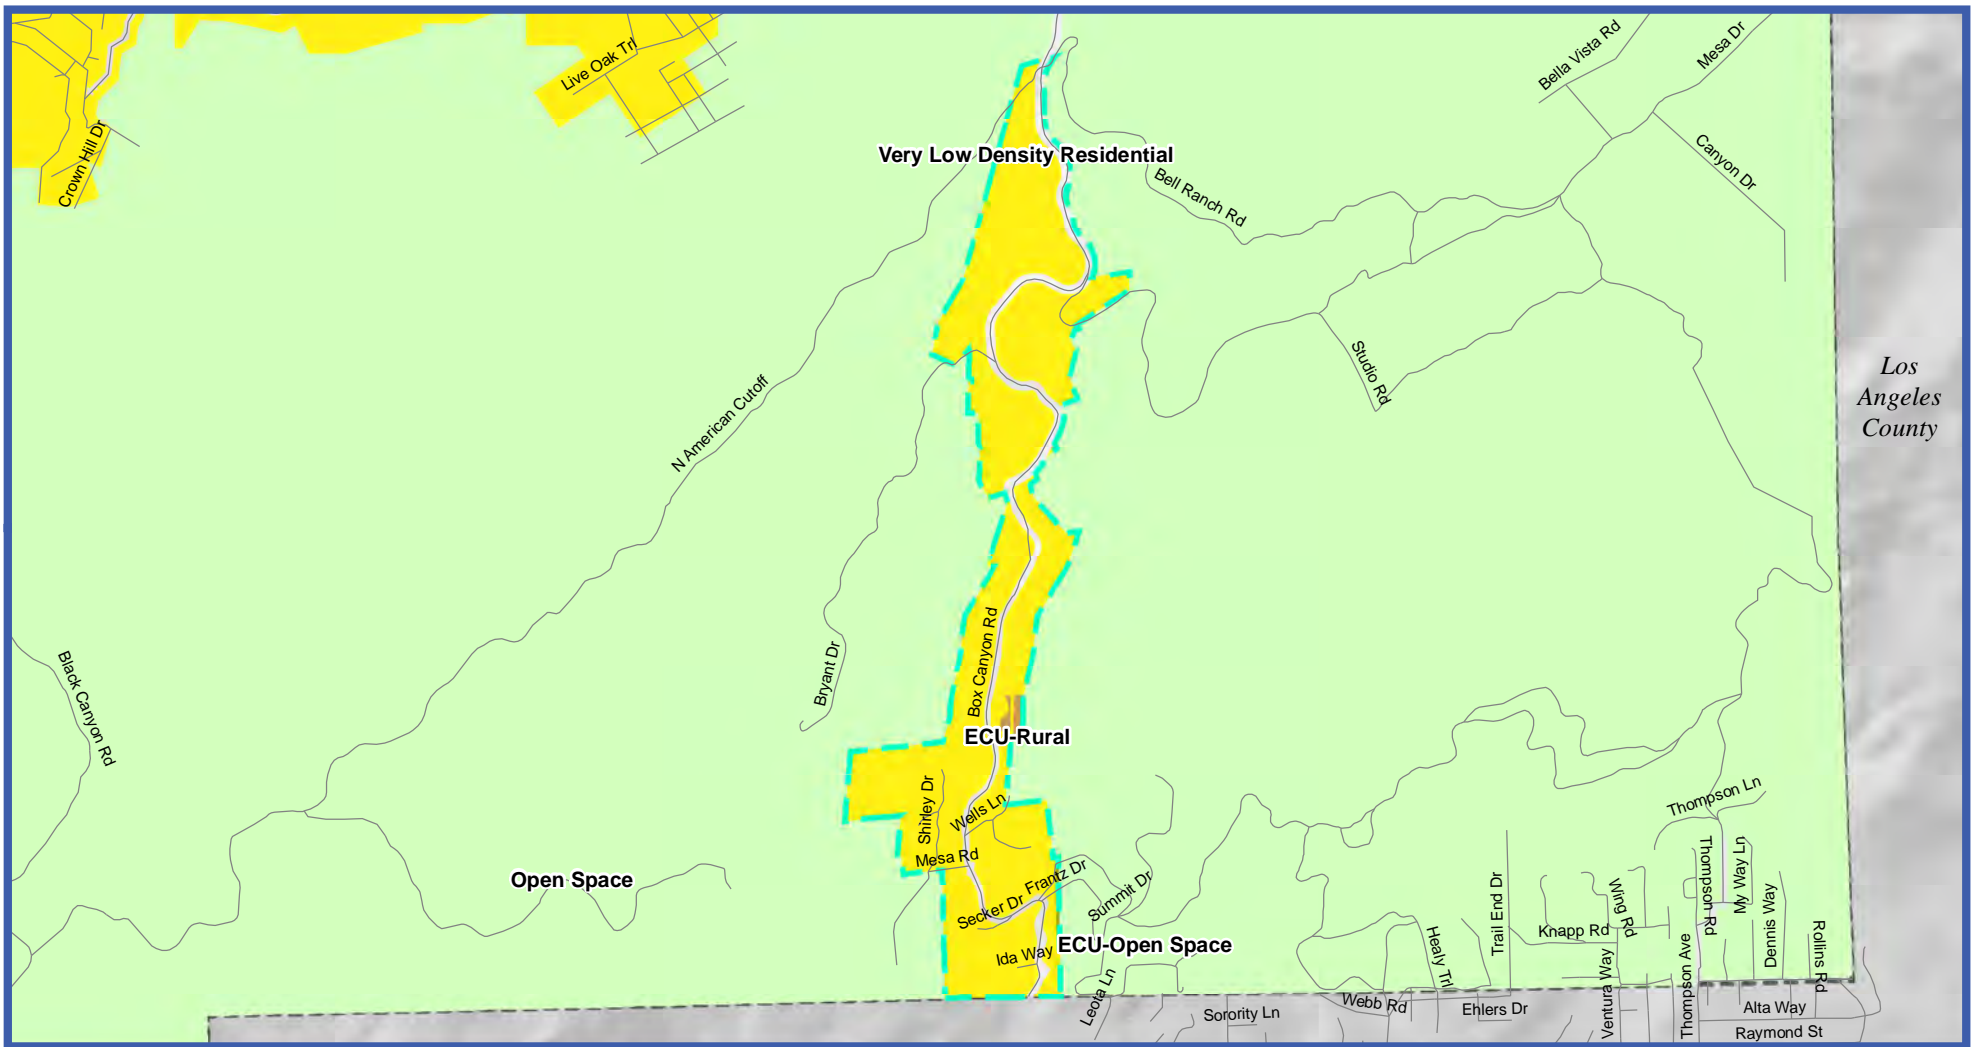 Live Oak Trl
Bella Vista Rd
Mesa Dr
Crown Hill Dr
Very Low Density Residential
Bell Ranch Rd
Canyon Dr
Los
Angeles
County
Studio Rd
N American Cutoff
Box Canyon Rd
Bryant Dr
Black Canyon Rd
ECU-Rural
Shirley Dr
Wells Ln
Mesa Rd
Thompson Ln
Open Space
Frantz Dr
Secker Dr
Summit Dr
Thompson Rd
My Way Ln
Trail End Dr
Wing Rd
Dennis Way
Knapp Rd
ECU-Open Space
Ida Way
Healy Trl
Rollins Rd
Leota Ln
Ventura Way
Thompson Ave
Webb Rd
Sorority Ln
Ehlers Dr
Alta Way
Raymond St